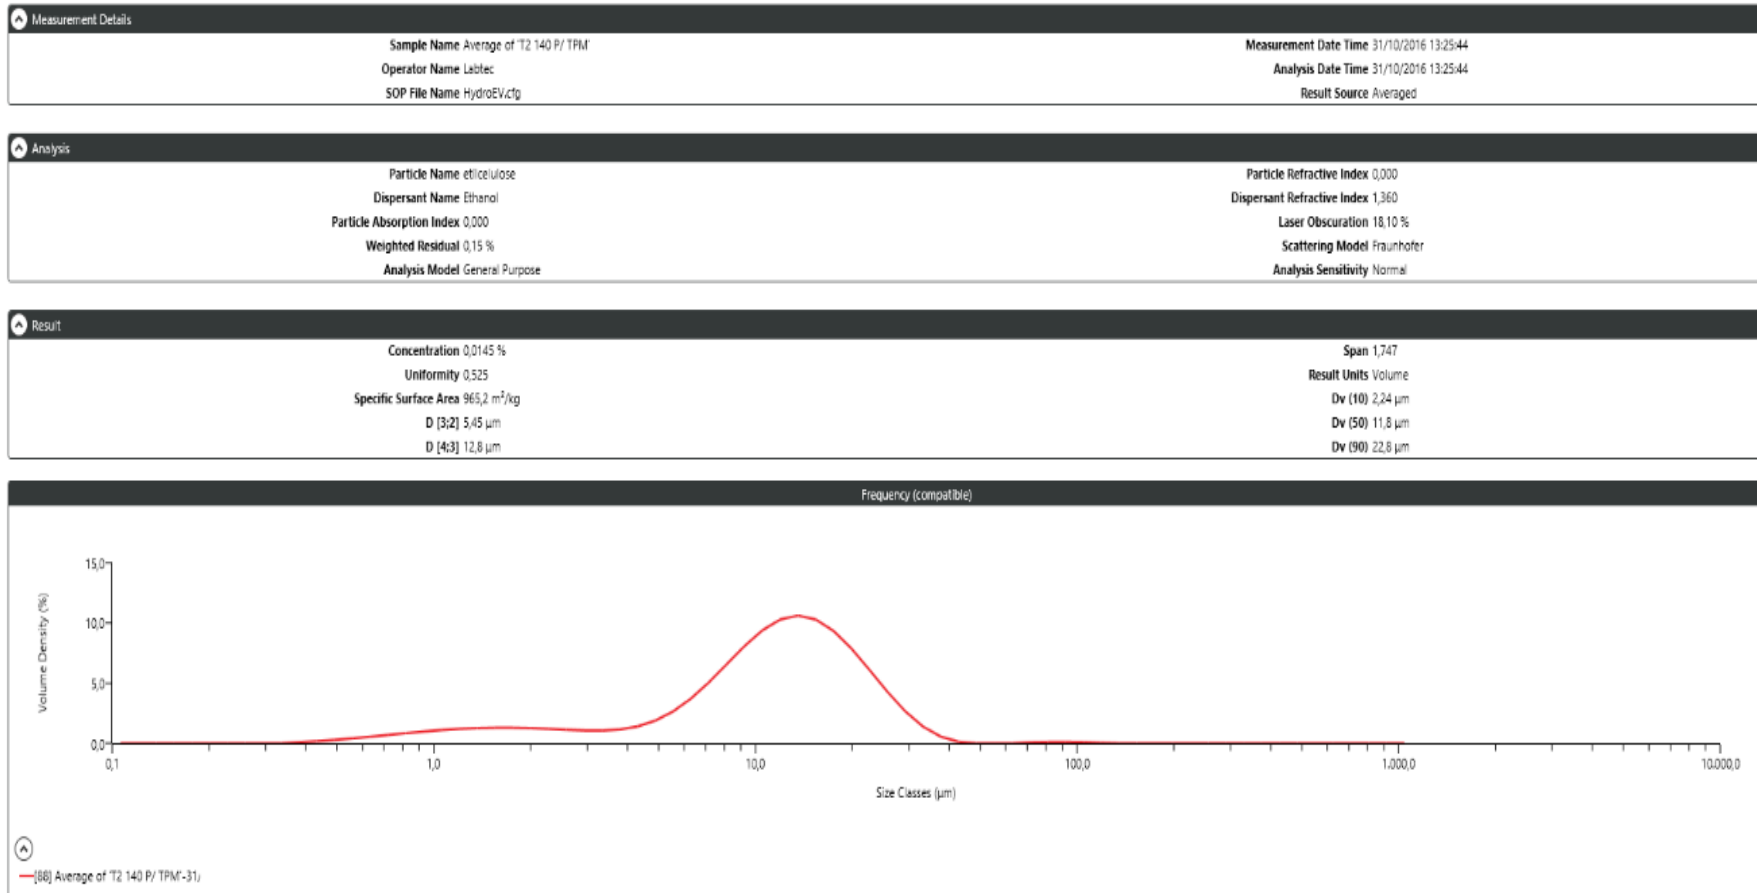 Measurement Details
Sample Name Average of 'T2 140 P/ TPM'
Measurement Date Time 31/10/2016 13:25:44
Operator Name Labtec
Analysis Date Time 31/10/2016 13:25:44
SOP File Name HydroEV.cfg
Result Source Averaged
Analysis
Particle Name etilcelulose
Particle Refractive Index 0,000
Dispersant Name Ethanol
Dispersant Refractive Index 1,360
Particle Absorption Index 0,000
Laser Obscuration 18,10 %
Weighted Residual 0,15 %
Scattering Model Fraunhofer
Analysis Model General Purpose
Analysis Sensitivity Normal
Result
Concentration 0,0145 %
Span 1,747
Uniformity 0,525
Result Units Volume
Specific Surface Area 965,2 m²/kg
Dv (10) 2,24 µm
D [3;2] 5,45 µm
Dv (50) 11,8 µm
D [4;3] 12,8 µm
Dv (90) 22,8 µm
Frequency (compatible)
Volume Density (%)
15,0
10,0
5,0
0,0
0,1 1,0 10,0 100,0 1.000,0 10.000,0
Size Classes (µm)
[88] Average of 'T2 140 P/ TPM'-31/